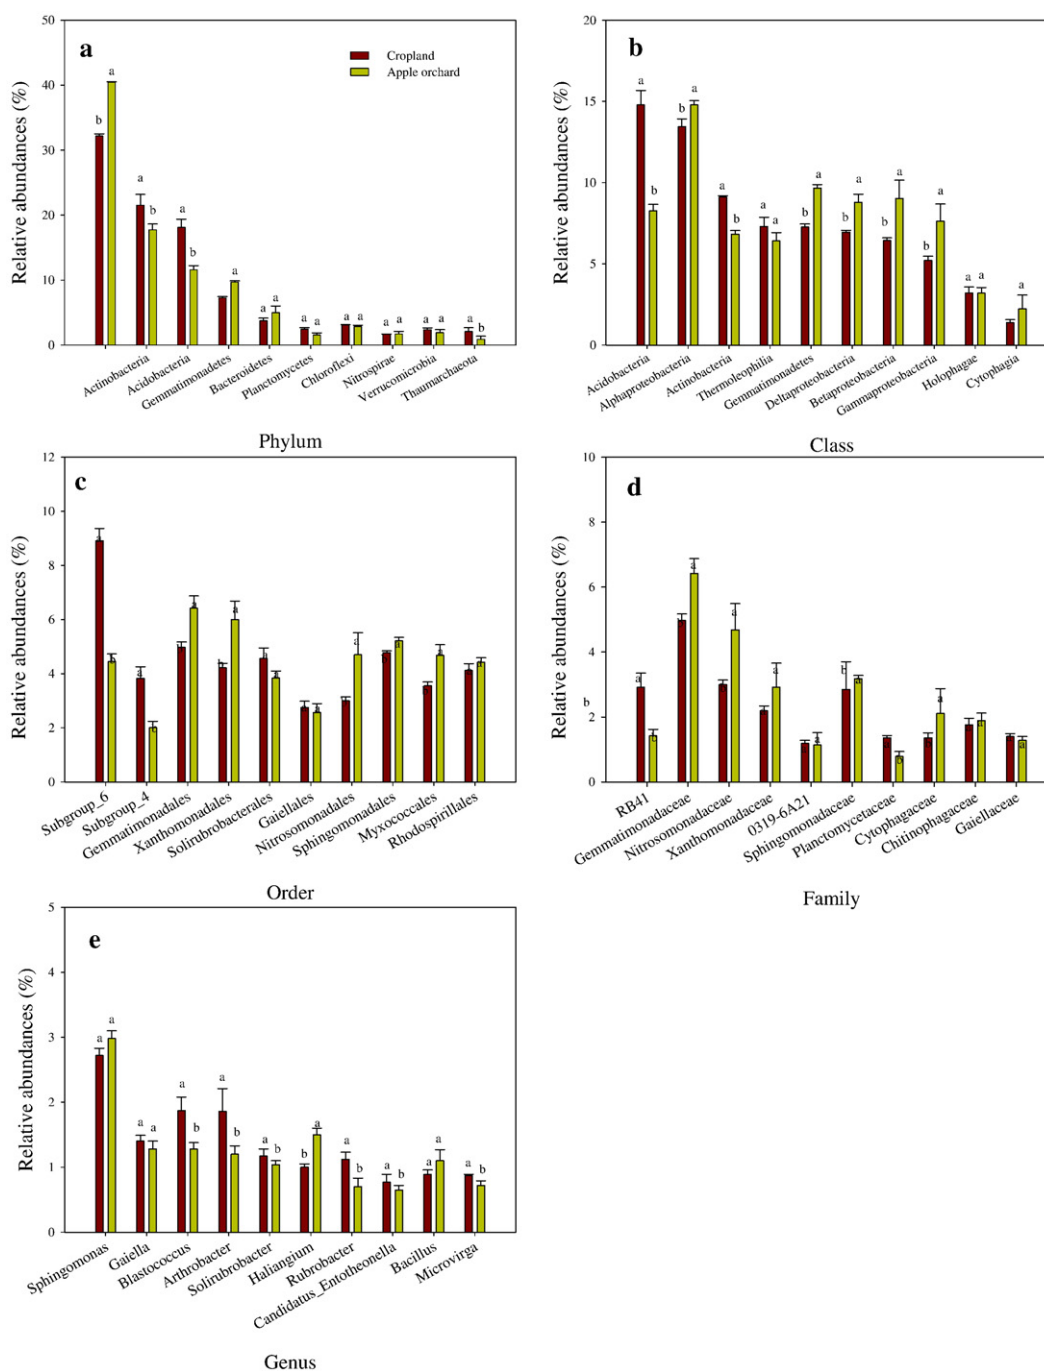 a
Cropland
Apple orchard
Relative abundances (%)
50
40
30
20
10
0
b a
a b
a b
a
a a
a a
a a
a a
a a
a b
Actinobacteria
Acidobacteria
Gemmatimonadetes
Bacteroidetes
Planctomycetes
Chloroflexi
Nitrospirae
Verrucomicrobia
Thaumarchaeota
Phylum
b
Relative abundances (%)
20
15
10
5
0
a b
b a
a b
a a
b a
b a
b a
b a
a a
a
Acidobacteria
Alphaproteobacteria
Actinobacteria
Thermoleophilia
Gemmatimonadetes
Deltaproteobacteria
Betaproteobacteria
Gammaproteobacteria
Holophagae
Cytophagia
Class
c
Relative abundances (%)
12
10
8
6
4
2
0
Subgroup_6
Subgroup_4
Gemmatimonadales
Xanthomonadales
Solirubrobacterales
Gaiellales
Nitrosomonadales
Sphingomonadales
Myxococcales
Rhodospirillales
Order
d
Relative abundances (%)
10
8
6
4
2
0
b
RB41
Gemmatimonadaceae
Nitrosomonadaceae
Xanthomonadaceae
0319-6A21
Sphingomonadaceae
Planctomycetaceae
Cytophagaceae
Chitinophagaceae
Gaiellaceae
Family
e
Relative abundances (%)
5
4
3
2
1
0
a a
a a
a b
a b
a b
b a
a b
a b
a a
a b
Sphingomonas
Gaiella
Blastococcus
Arthrobacter
Solirubrobacter
Haliangium
Rubrobacter
Candidatus_Entotheonella
Bacillus
Microvirga
Genus